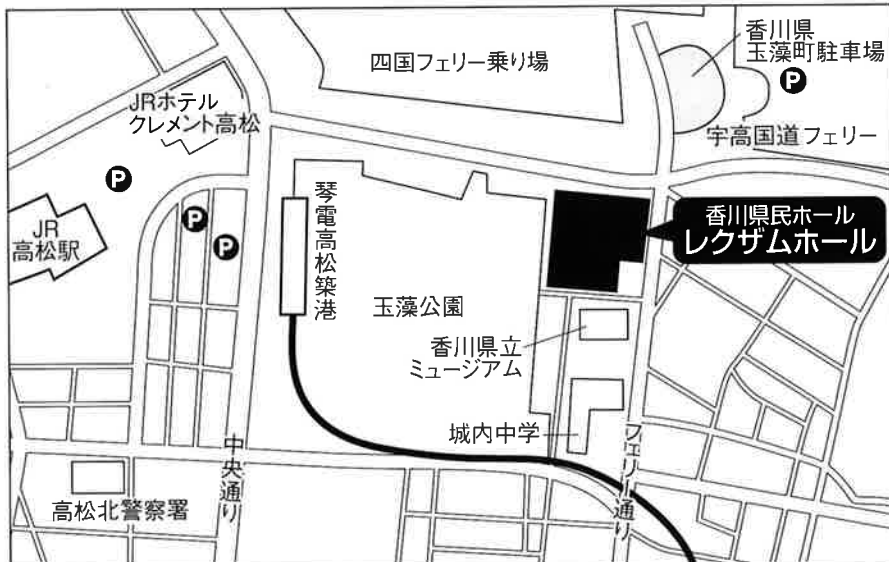 香川県
玉藻町駐車場
P
四国フェリー乗り場
JRホテル
クレメント高松
宇高国道フェリー
P
JR
高松駅
P
P
琴電高松築港
玉藻公園
香川県民ホール
レクザムホール
香川県立
ミュージアム
城内中学
中央通り
フェリー通り
高松北警察署